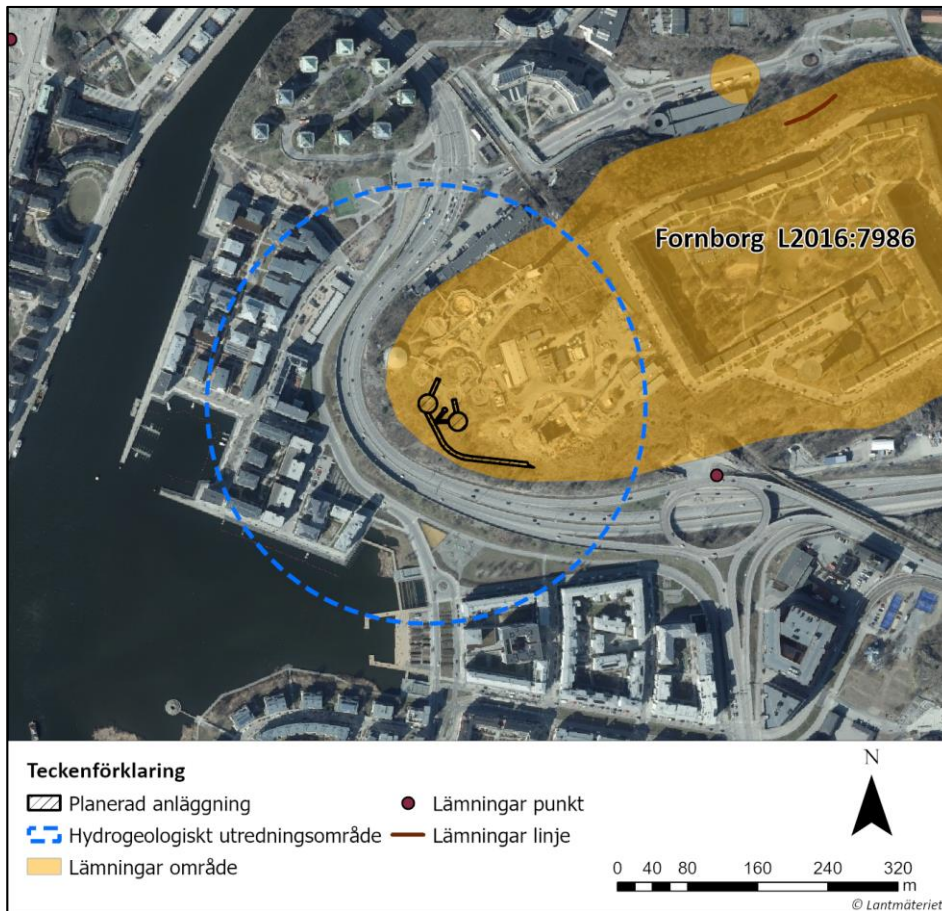 Fornborg L2016:7986
Teckenförklaring
Planerad anläggning
Hydrogeologiskt utredningsområde
Lämningar område
Lämningar punkt
Lämningar linje
N
0 40 80 160 240 320
m
© Lantmäteriet